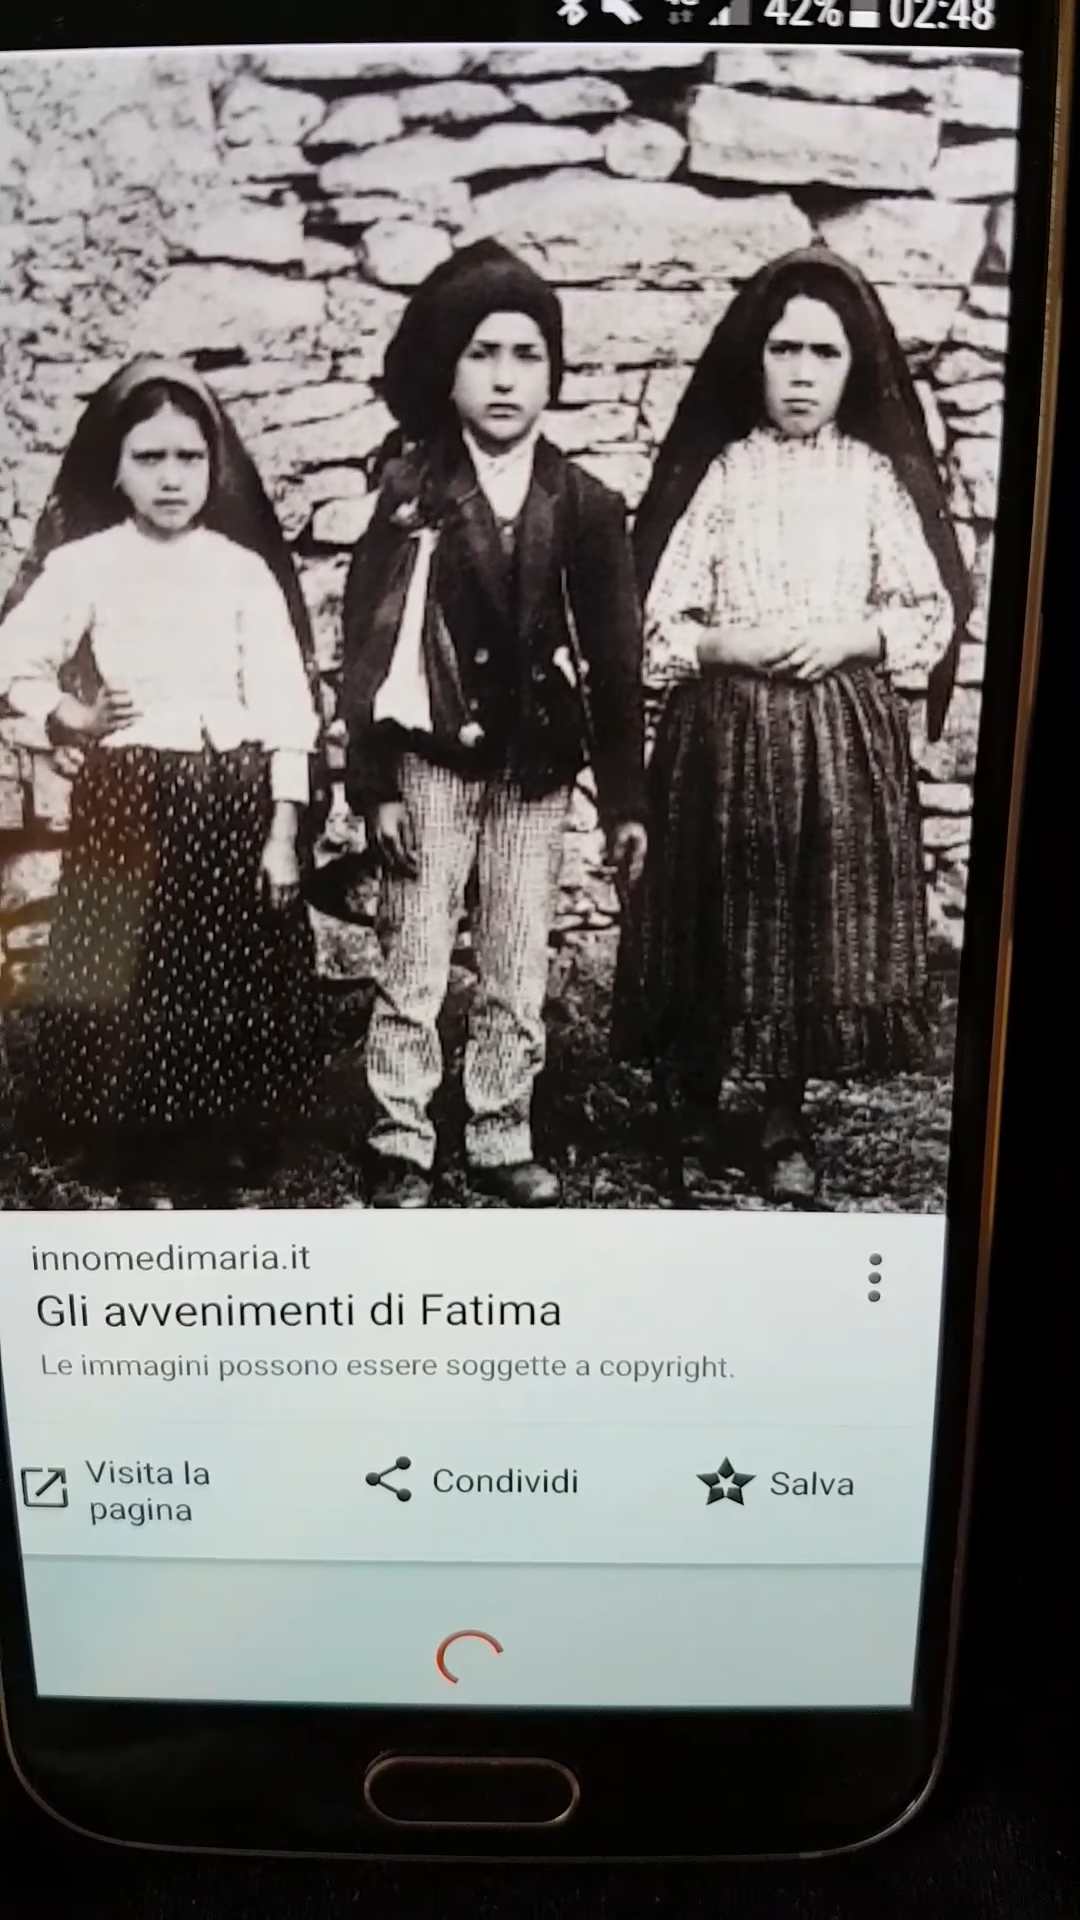 42% 02:48
innomedimaria.it
Gli avvenimenti di Fatima
Le immagini possono essere soggette a copyright.
Visita la
pagina
Condividi
Salva